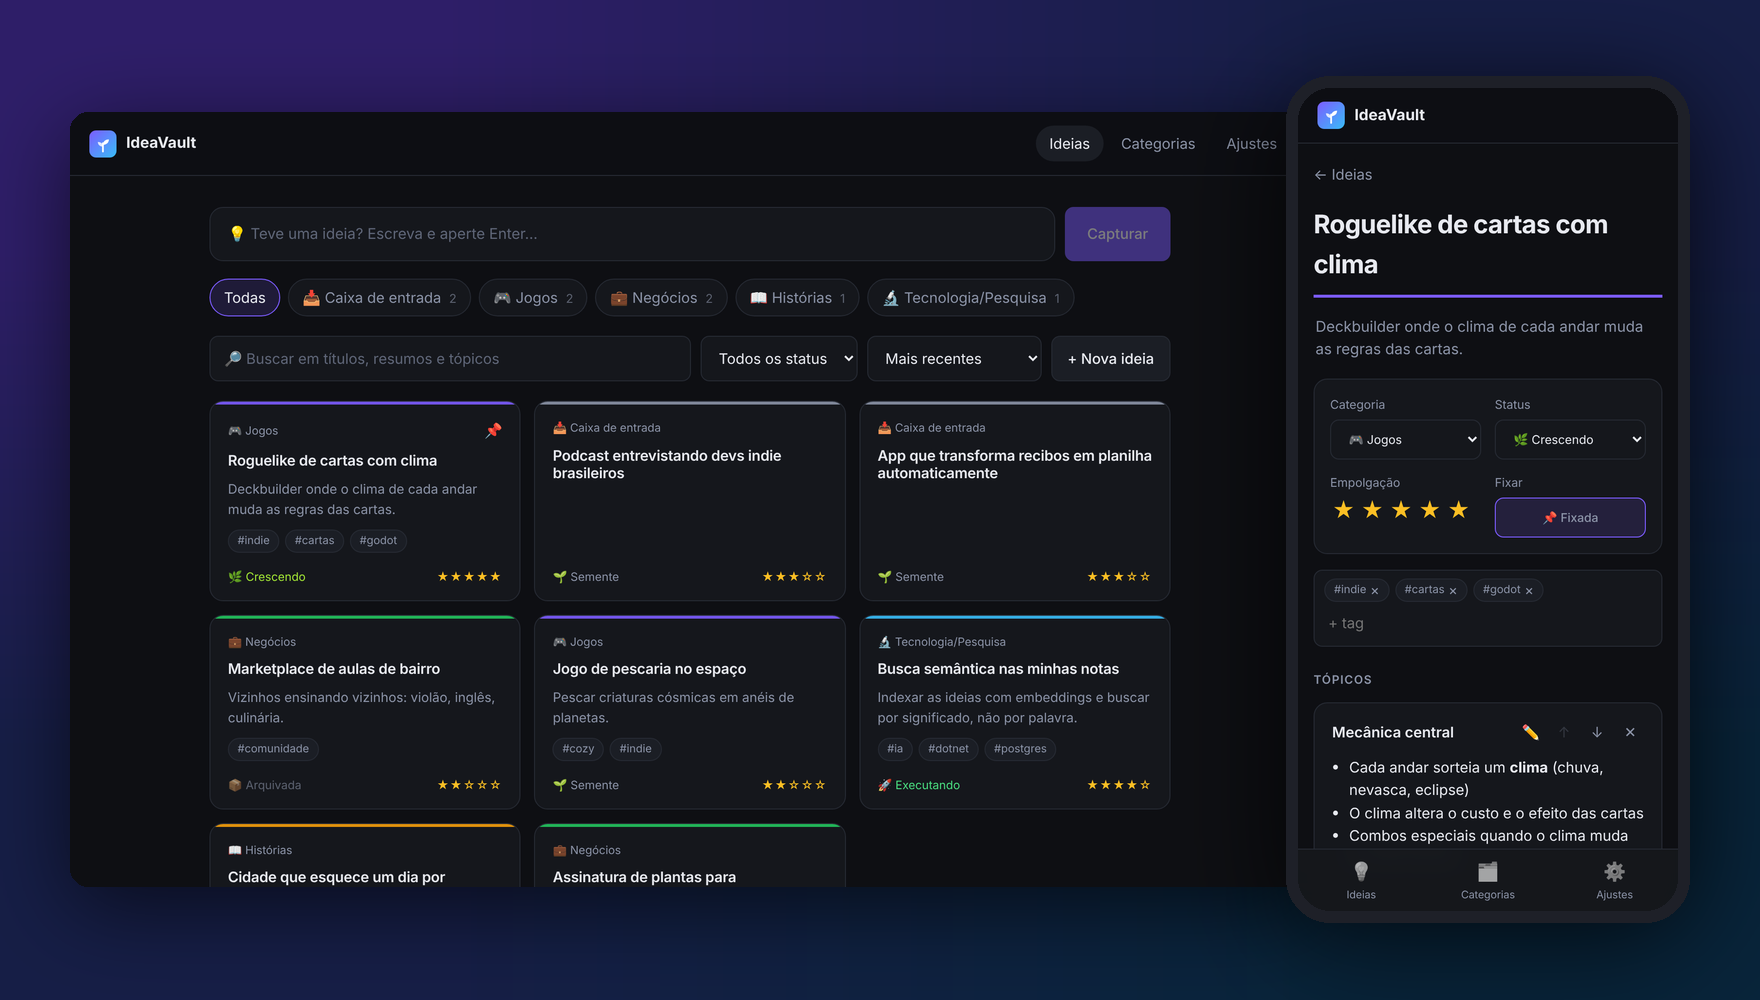 IdeaVault
Ideias
Categorias
Ajustes
💡 Teve uma ideia? Escreva e aperte Enter...
Capturar
Todas
📥 Caixa de entrada 2
🎮 Jogos 2
💼 Negócios 2
📖 Histórias 1
🔬 Tecnologia/Pesquisa 1
🔎 Buscar em títulos, resumos e tópicos
Todos os status
Mais recentes
+ Nova ideia
🎮 Jogos 📌
Roguelike de cartas com clima
Deckbuilder onde o clima de cada andar
muda as regras das cartas.
#indie #cartas #godot
🌿 Crescendo ★★★★★
📥 Caixa de entrada
Podcast entrevistando devs indie
brasileiros
🌱 Semente ★★★☆☆
📥 Caixa de entrada
App que transforma recibos em planilha
automaticamente
🌱 Semente ★★★☆☆
💼 Negócios
Marketplace de aulas de bairro
Vizinhos ensinando vizinhos: violão, inglês,
culinária.
#comunidade
📦 Arquivada ★★☆☆☆
🎮 Jogos
Jogo de pescaria no espaço
Pescar criaturas cósmicas em anéis de
planetas.
#cozy #indie
🌱 Semente ★★☆☆☆
🔬 Tecnologia/Pesquisa
Busca semântica nas minhas notas
Indexar as ideias com embeddings e buscar
por significado, não por palavra.
#ia #dotnet #postgres
🚀 Executando ★★★★☆
📖 Histórias
Cidade que esquece um dia por
💼 Negócios
Assinatura de plantas para
IdeaVault
← Ideias
Roguelike de cartas com
clima
Deckbuilder onde o clima de cada andar muda
as regras das cartas.
Categoria
🎮 Jogos
Status
🌿 Crescendo
Empolgação
★ ★ ★ ★ ★
Fixar
📌 Fixada
#indie × #cartas × #godot ×
+ tag
TÓPICOS
Mecânica central ✏️ ↑ ↓ ×
• Cada andar sorteia um clima (chuva,
nevasca, eclipse)
• O clima altera o custo e o efeito das cartas
• Combos especiais quando o clima muda
Ideias
Categorias
Ajustes